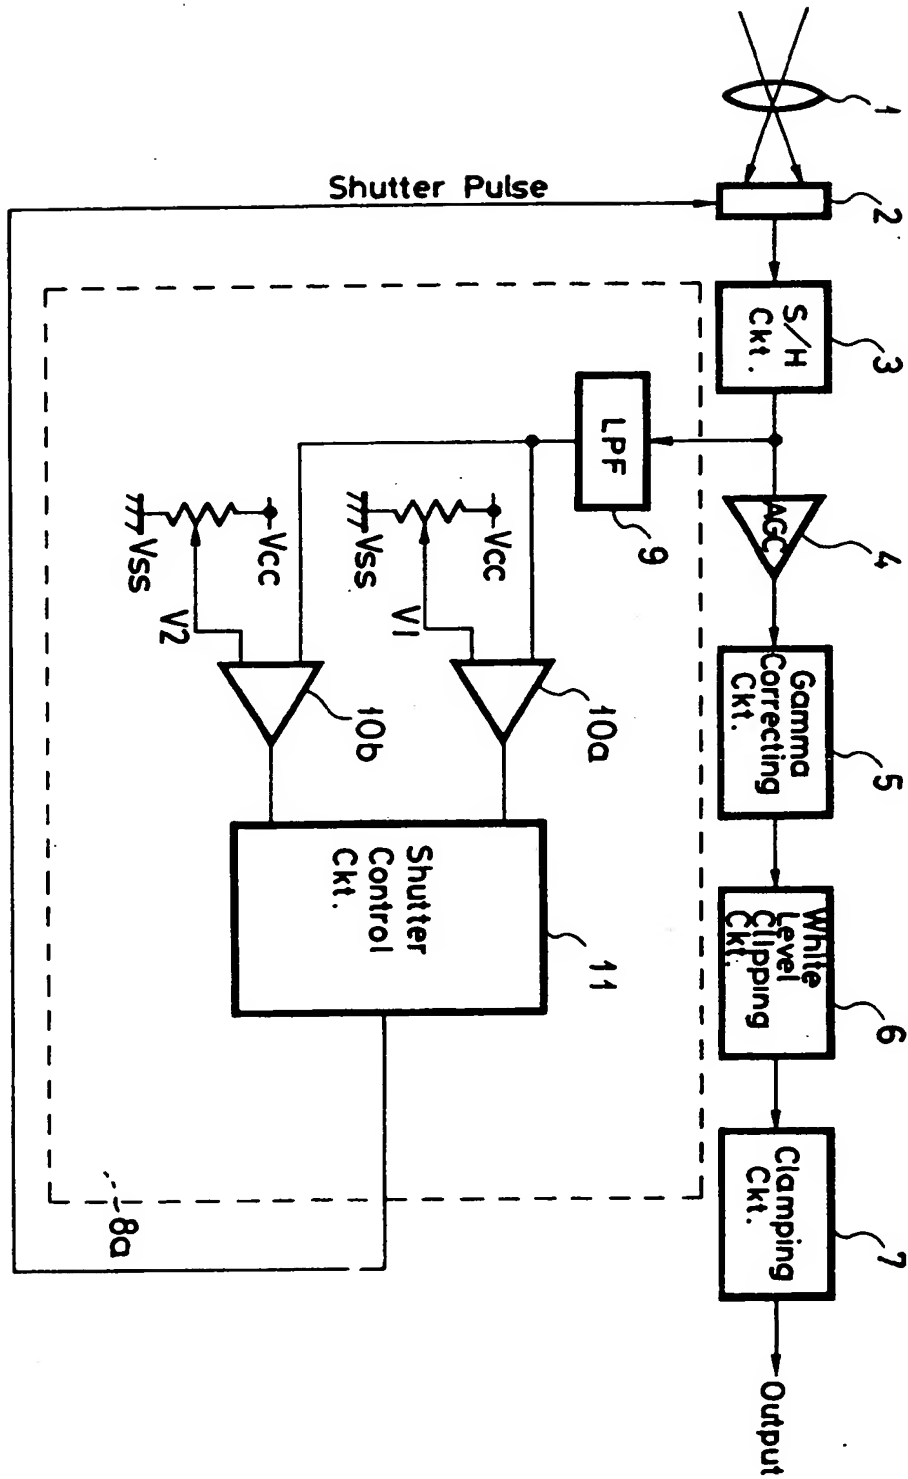 1
2
3
4
5
6
7
S/H
Ckt.
AGC
Gamma
Correcting
Ckt.
White
Level
Clipping
Ckt.
Clamping
Ckt.
Output
Shutter Pulse
LPF
9
Vcc
Vss
V1
10a
Vcc
Vss
V2
10b
Shutter
Control
Ckt.
11
8a